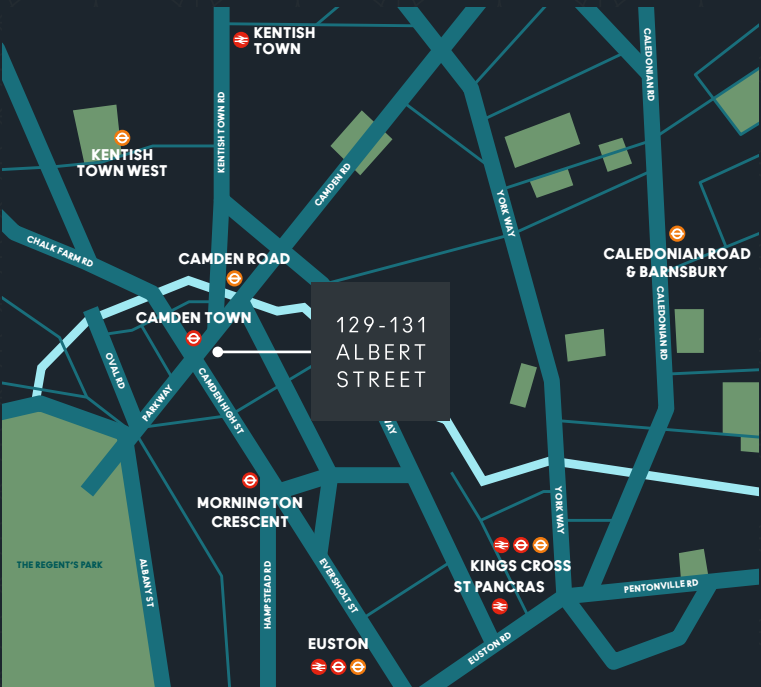 KENTISH
TOWN
CALEDONIAN RD
KENTISH TOWN RD
KENTISH
TOWN WEST
CAMDEN RD
YORK WAY
CHALK FARM RD
CAMDEN ROAD
CALEDONIAN ROAD
& BARNSBURY
CAMDEN TOWN
CALEDONIAN RD
129-131
ALBERT
STREET
OVAL RD
PARKWAY
CAMDEN HIGH ST
WAY
MORNINGTON
CRESCENT
YORK WAY
THE REGENT'S PARK
ALBANY ST
HAMPSTEAD RD
EVERSHOLT ST
KINGS CROSS
ST PANCRAS
PENTONVILLE RD
EUSTON
EUSTON RD